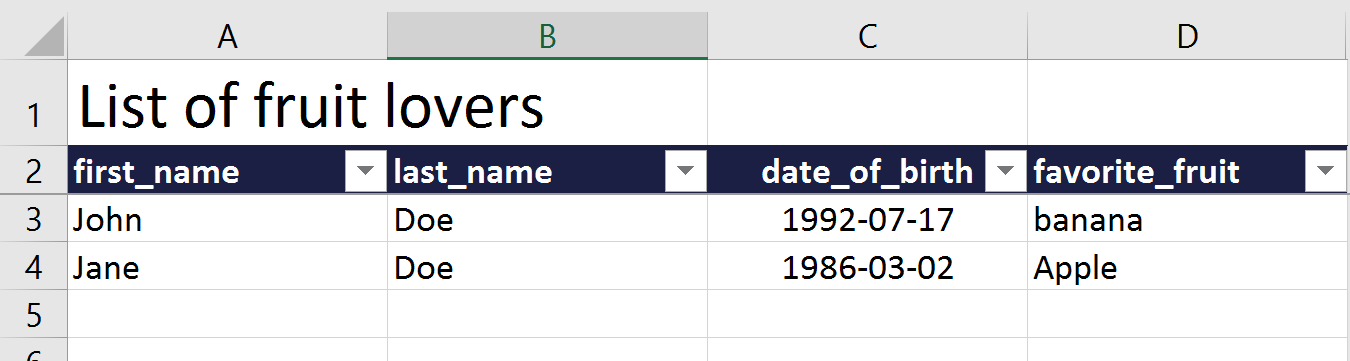 A B C D
1 List of fruit lovers
2 first_name last_name date_of_birth favorite_fruit
3 John Doe 1992-07-17 banana
4 Jane Doe 1986-03-02 Apple
5
6